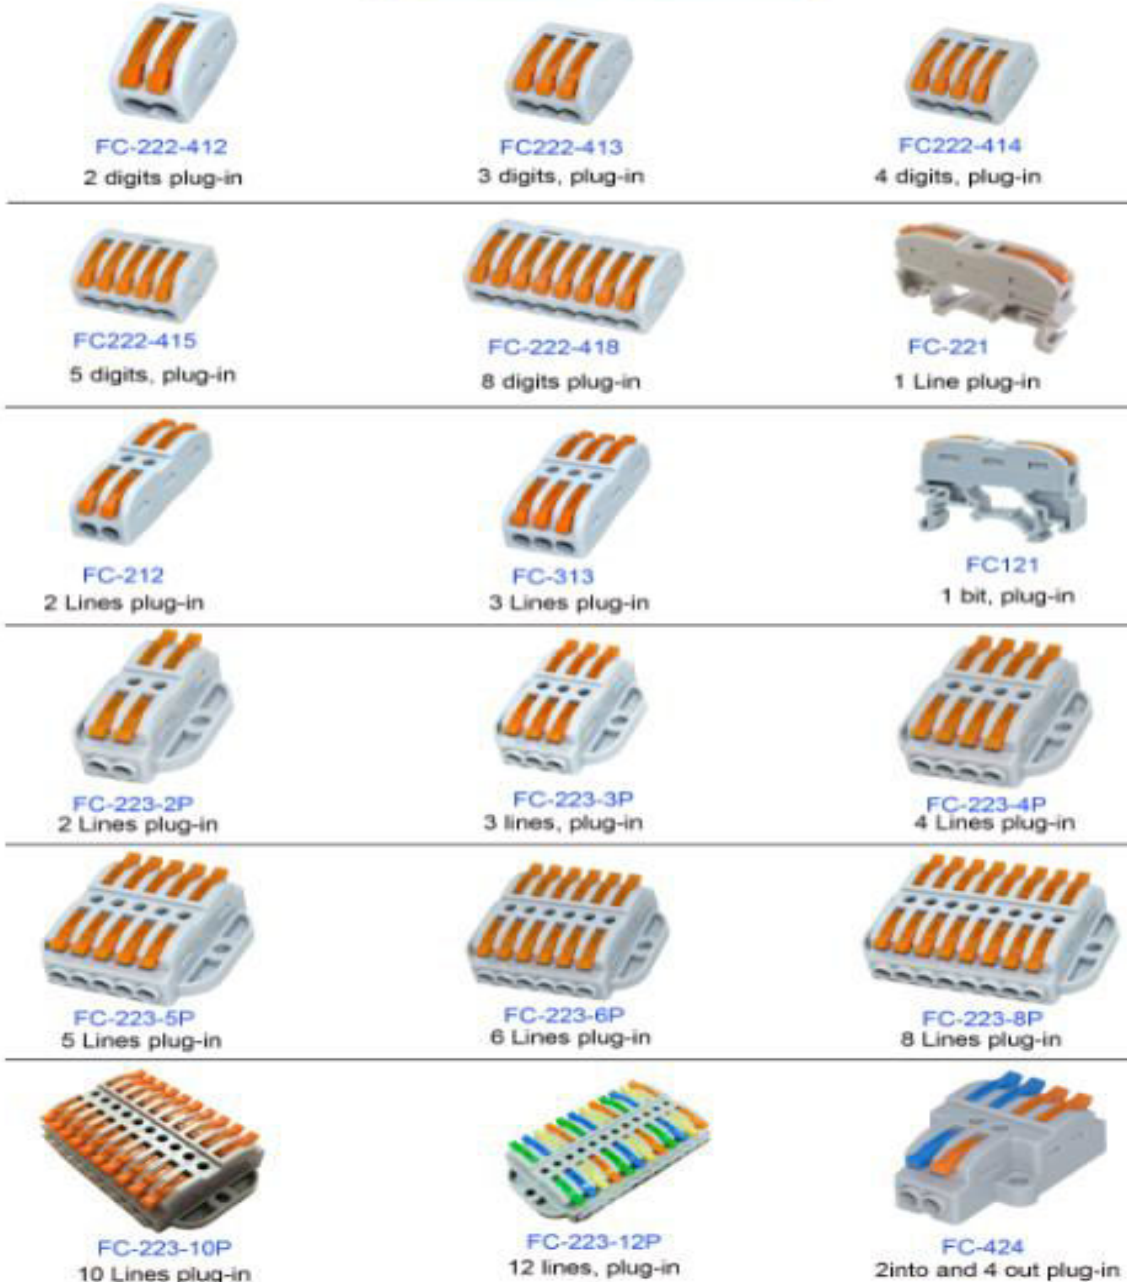 FC-222-412
2 digits plug-in
FC222-413
3 digits, plug-in
FC222-414
4 digits, plug-in
FC222-415
5 digits, plug-in
FC-222-418
8 digits plug-in
FC-221
1 Line plug-in
FC-212
2 Lines plug-in
FC-313
3 Lines plug-in
FC121
1 bit, plug-in
FC-223-2P
2 Lines plug-in
FC-223-3P
3 lines, plug-in
FC-223-4P
4 Lines plug-in
FC-223-5P
5 Lines plug-in
FC-223-6P
6 Lines plug-in
FC-223-8P
8 Lines plug-in
FC-223-10P
10 Lines plug-in
FC-223-12P
12 lines, plug-in
FC-424
2into and 4 out plug-in